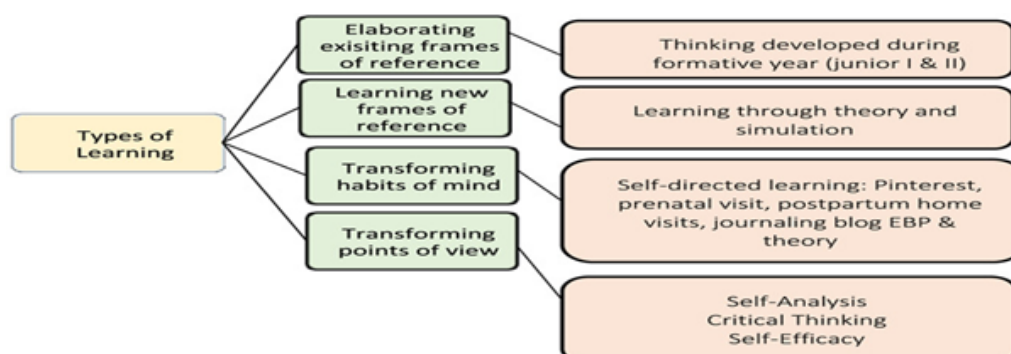 Types of
Learning
Elaborating
exisiting frames
of reference
Learning new
frames of
reference
Transforming
habits of mind
Transforming
points of view
Thinking developed during
formative year (junior I & II)
Learning through theory and
simulation
Self-directed learning: Pinterest,
prenatal visit, postpartum home
visits, journaling blog EBP &
theory
Self-Analysis
Critical Thinking
Self-Efficacy